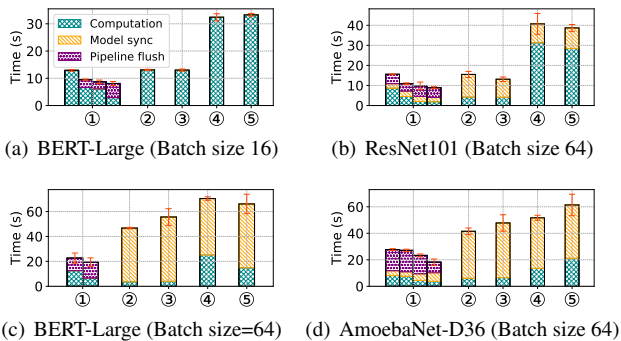 Time (s)
30
20
10
0
Computation
Model sync
Pipeline flush
① ② ③ ④ ⑤
(a) BERT-Large (Batch size 16)
Time (s)
40
30
20
10
0
① ② ③ ④ ⑤
(b) ResNet101 (Batch size 64)
Time (s)
60
40
20
0
① ② ③ ④ ⑤
(c) BERT-Large (Batch size=64)
Time (s)
60
40
20
0
① ② ③ ④ ⑤
(d) AmoebaNet-D36 (Batch size 64)